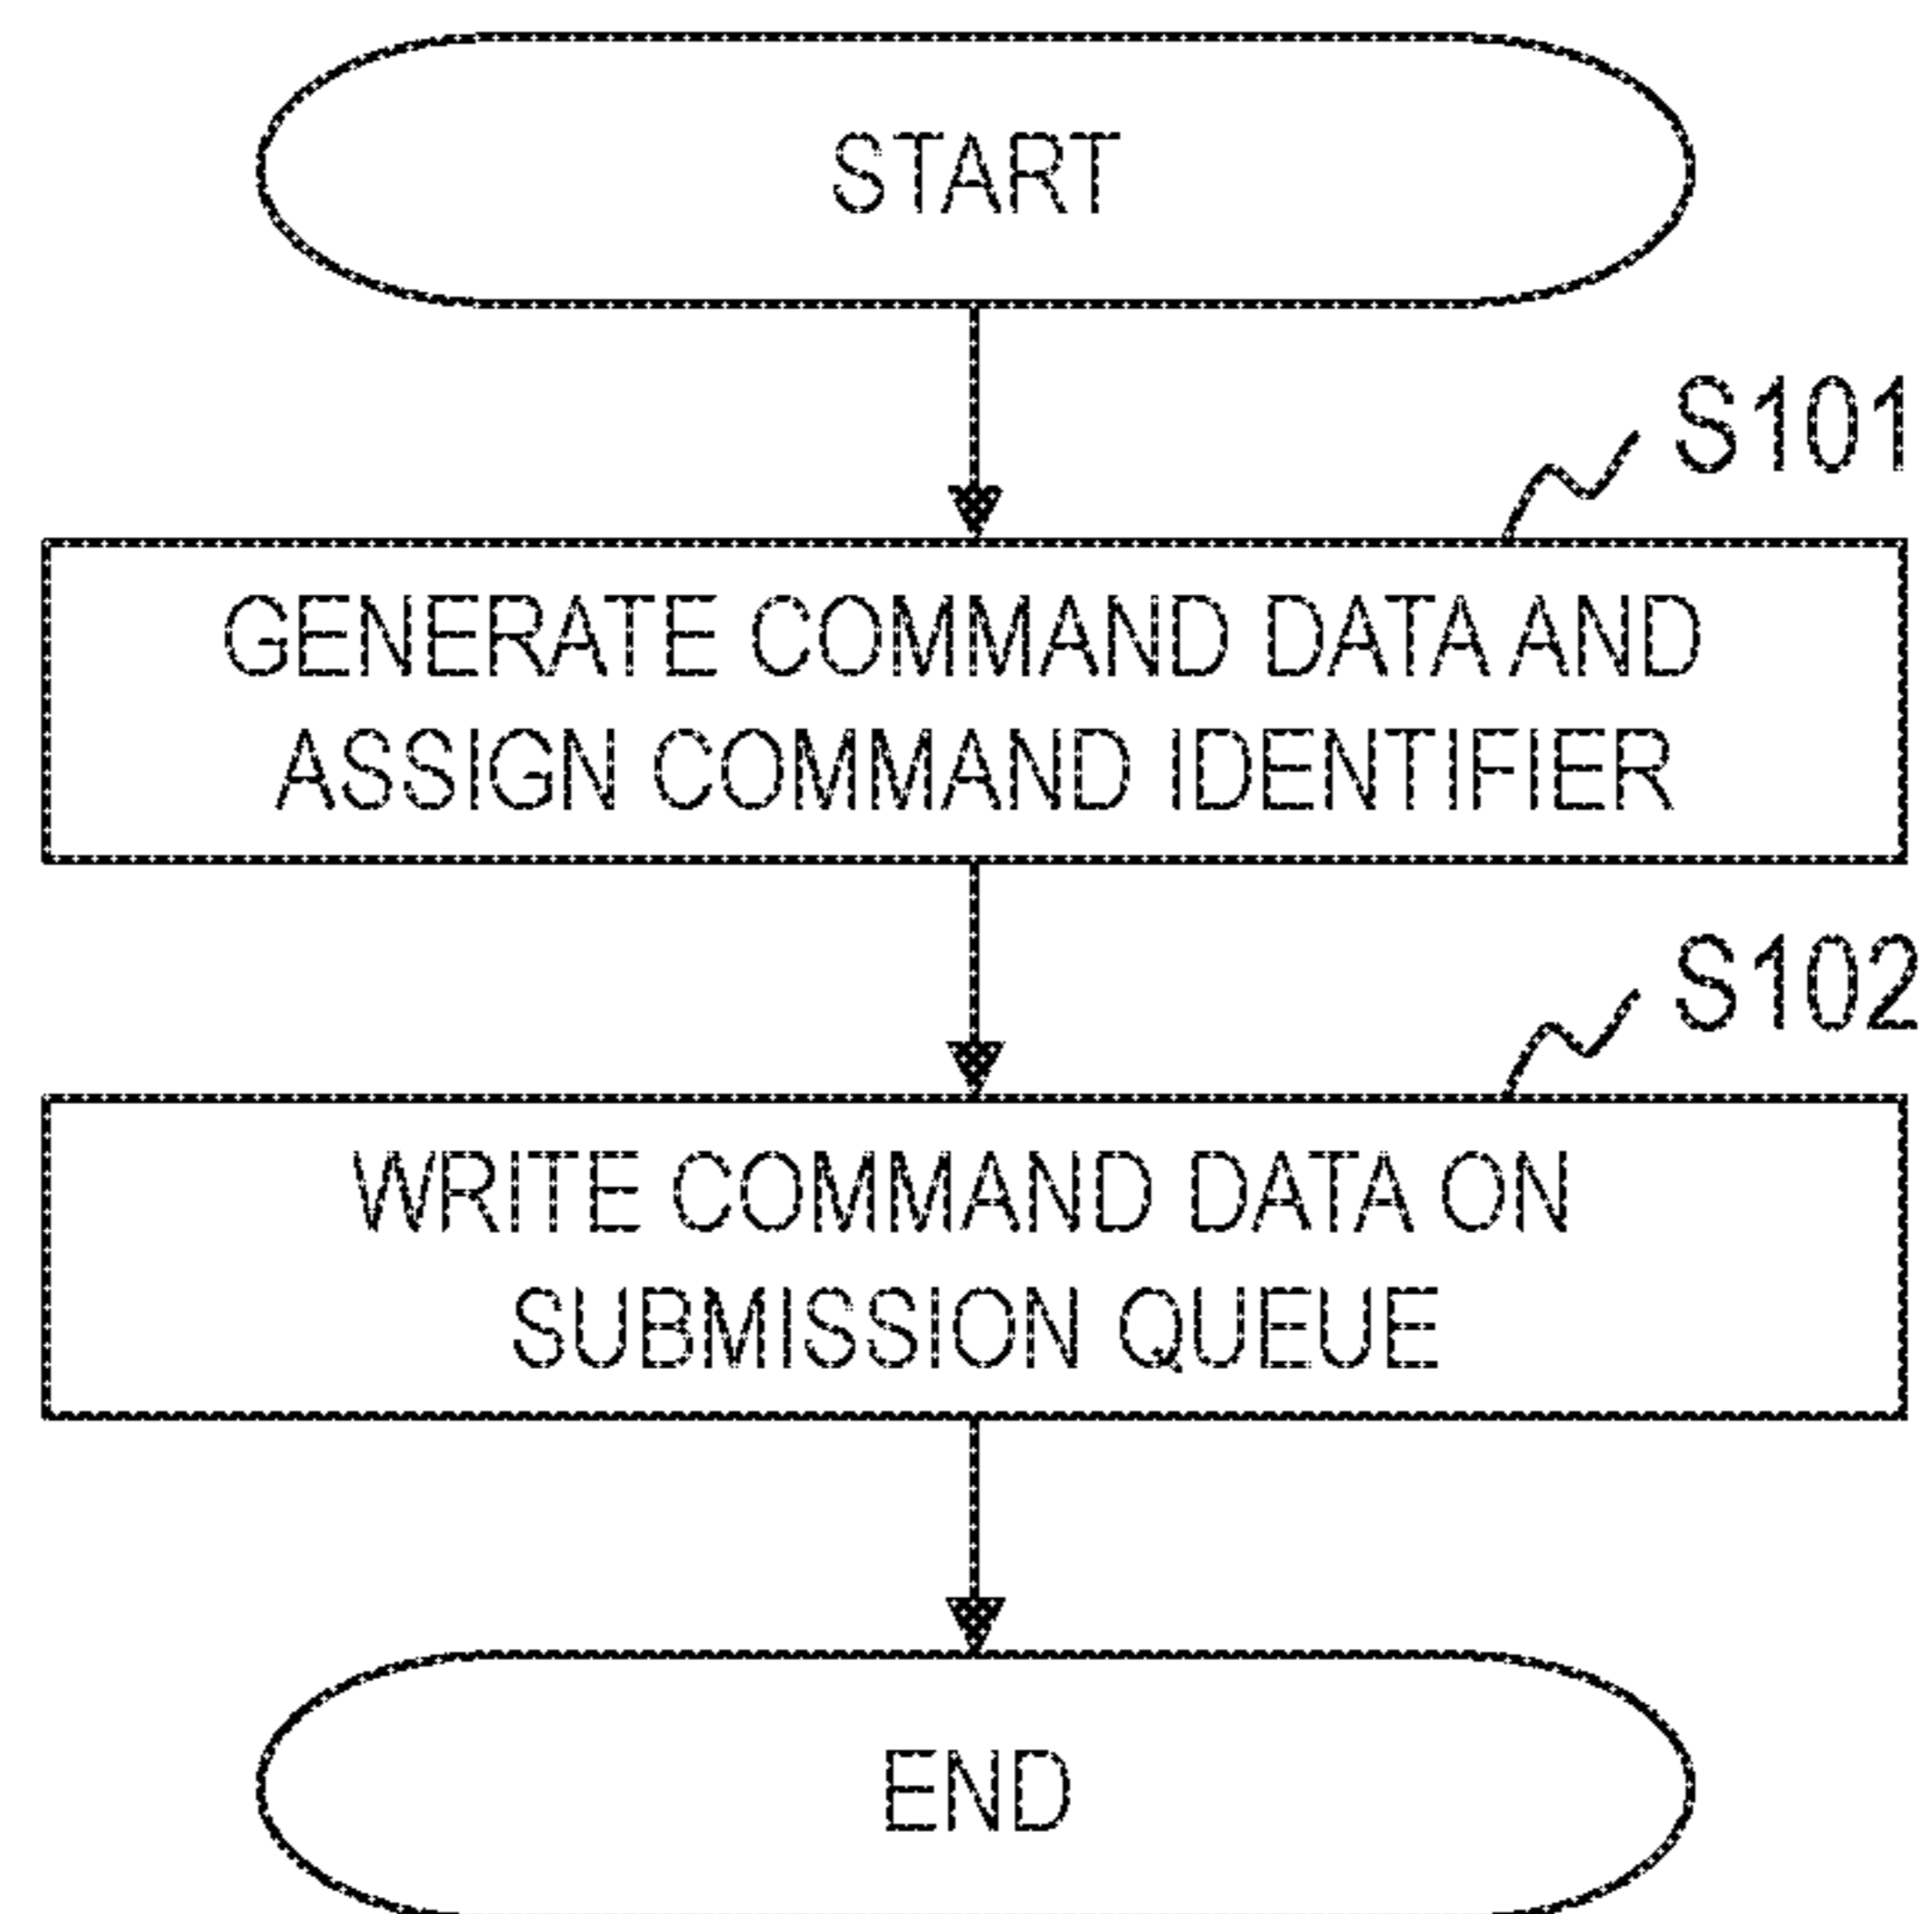 START
S101
GENERATE COMMAND DATA AND
ASSIGN COMMAND IDENTIFIER
S102
WRITE COMMAND DATA ON
SUBMISSION QUEUE
END